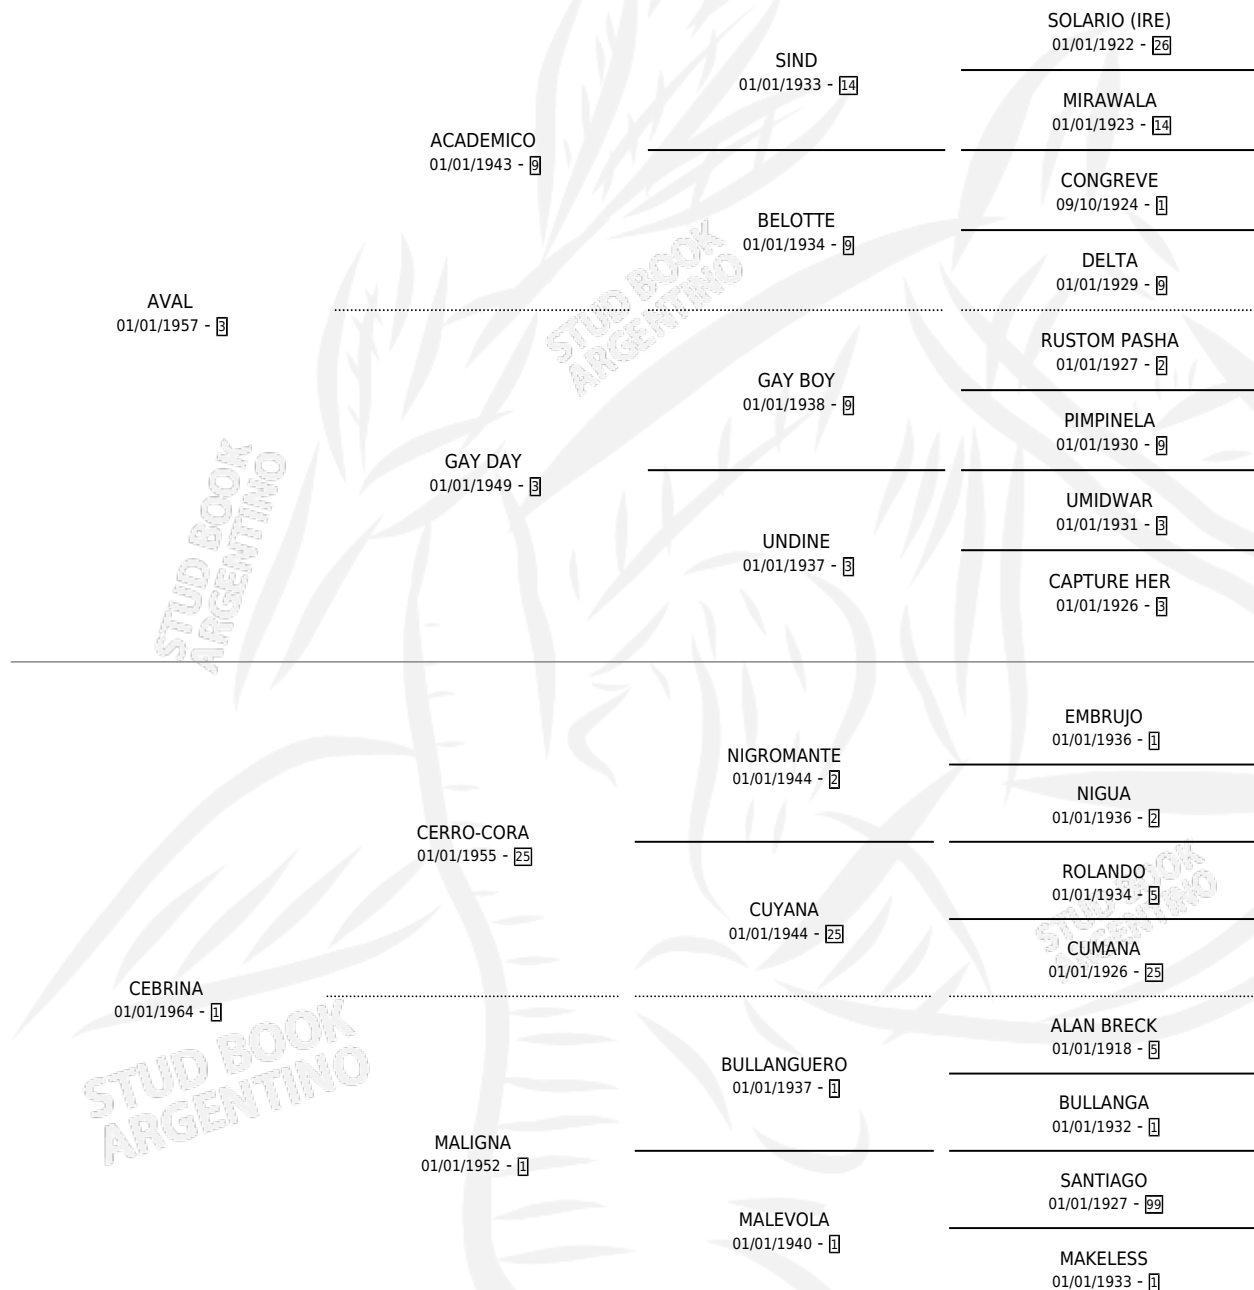 SOLARIO (IRE)
01/01/1922 - 26
SIND
01/01/1933 - 14
MIRAWALA
01/01/1923 - 14
ACADEMICO
01/01/1943 - 9
CONGREVE
09/10/1924 - 1
BELOTTE
01/01/1934 - 9
DELTA
01/01/1929 - 9
AVAL
01/01/1957 - 3
RUSTOM PASHA
01/01/1927 - 2
GAY BOY
01/01/1938 - 9
PIMPINELA
01/01/1930 - 9
GAY DAY
01/01/1949 - 3
UMIDWAR
01/01/1931 - 3
UNDINE
01/01/1937 - 3
CAPTURE HER
01/01/1926 - 3
EMBRUJO
01/01/1936 - 1
NIGROMANTE
01/01/1944 - 2
NIGUA
01/01/1936 - 2
CERRO-CORA
01/01/1955 - 25
ROLANDO
01/01/1934 - 5
CUYANA
01/01/1944 - 25
CUMANA
01/01/1926 - 25
CEBRINA
01/01/1964 - 1
ALAN BRECK
01/01/1918 - 5
BULLANGUERO
01/01/1937 - 1
BULLANGA
01/01/1932 - 1
MALIGNA
01/01/1952 - 1
SANTIAGO
01/01/1927 - 99
MALEVOLA
01/01/1940 - 1
MAKELESS
01/01/1933 - 1
STUD BOOK
ARGENTINO
STUD BOOK
ARGENTINO
STUD BOOK
ARGENTINO
STUD BOOK
ARGENTINO